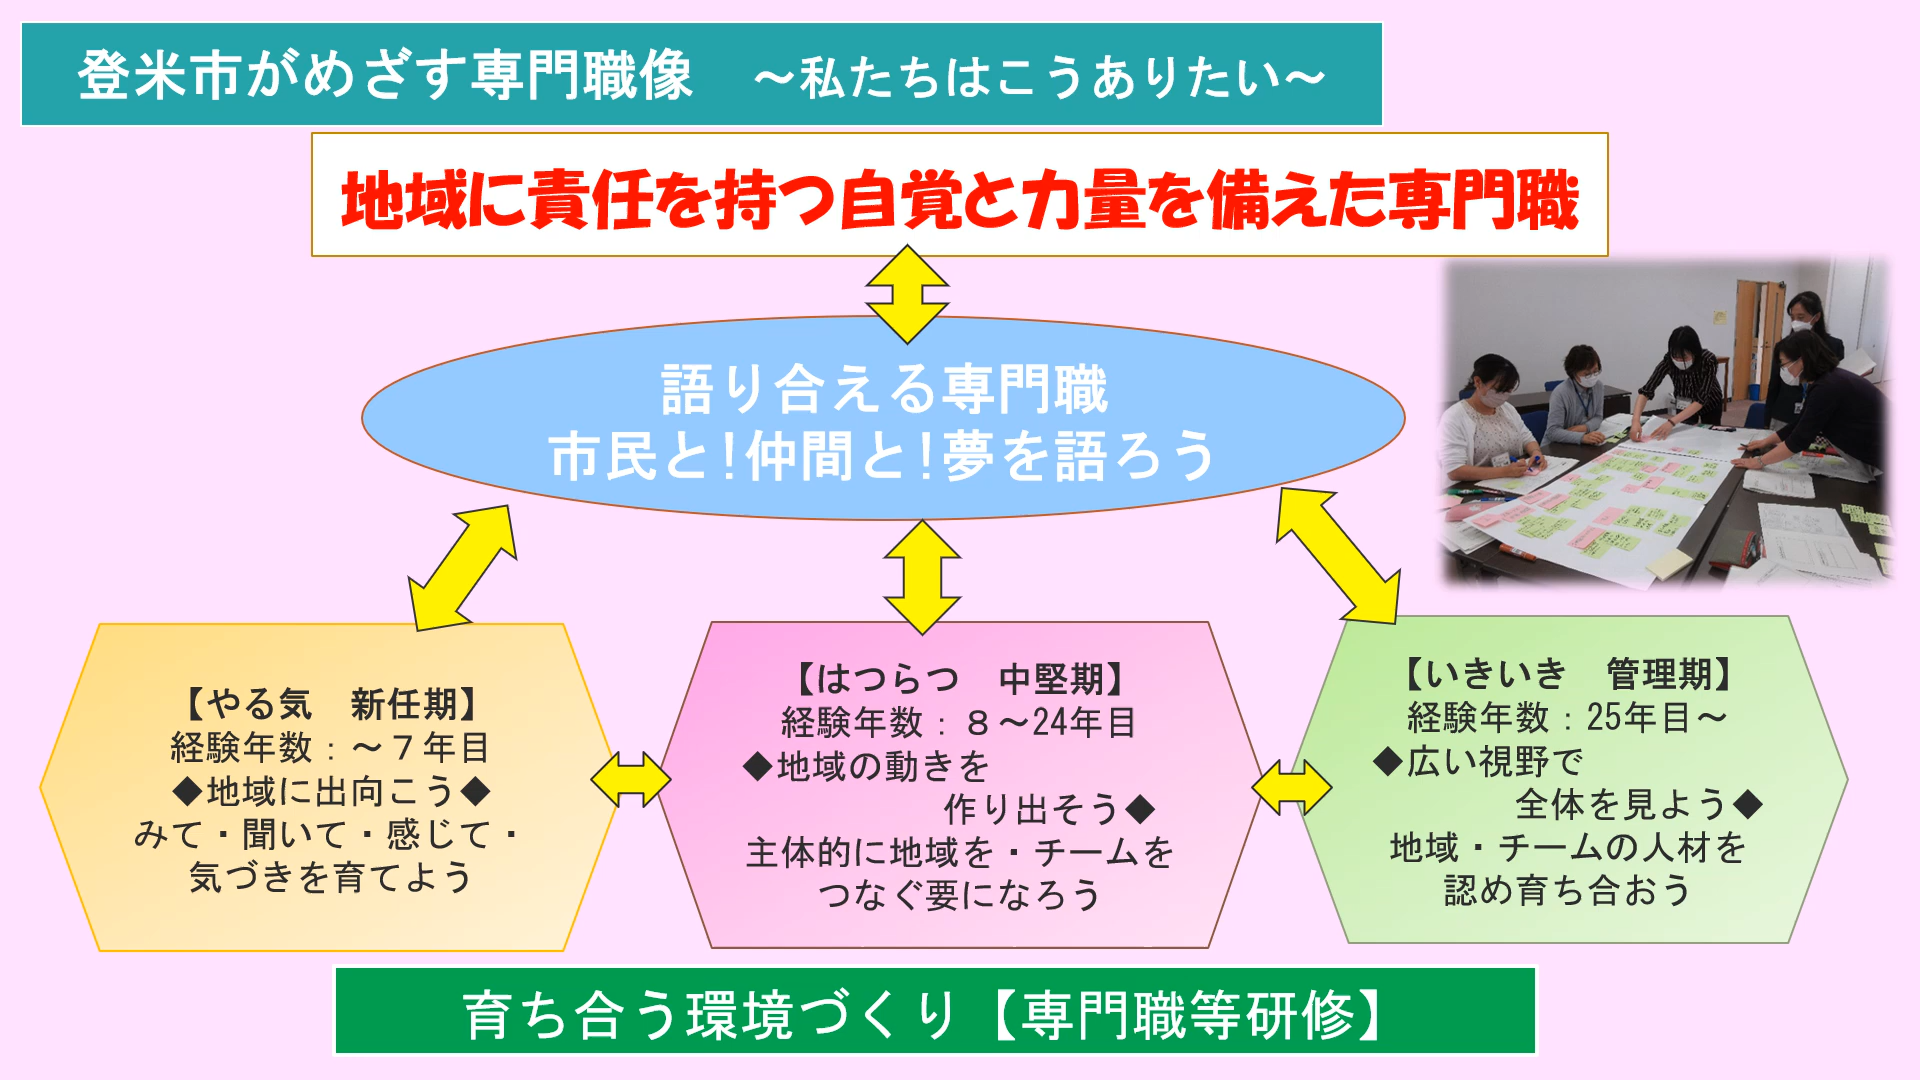 登米市がめざす専門職像　～私たちはこうありたい～
地域に責任を持つ自覚と力量を備えた専門職
語り合える専門職
市民と!仲間と!夢を語ろう
【やる気　新任期】
経験年数：～７年目
◆地域に出向こう◆
みて・聞いて・感じて・
気づきを育てよう
【はつらつ　中堅期】
経験年数：８～24年目
◆地域の動きを
作り出そう◆
主体的に地域を・チームを
つなぐ要になろう
【いきいき　管理期】
経験年数：25年目～
◆広い視野で
全体を見よう◆
地域・チームの人材を
認め育ち合おう
育ち合う環境づくり【専門職等研修】